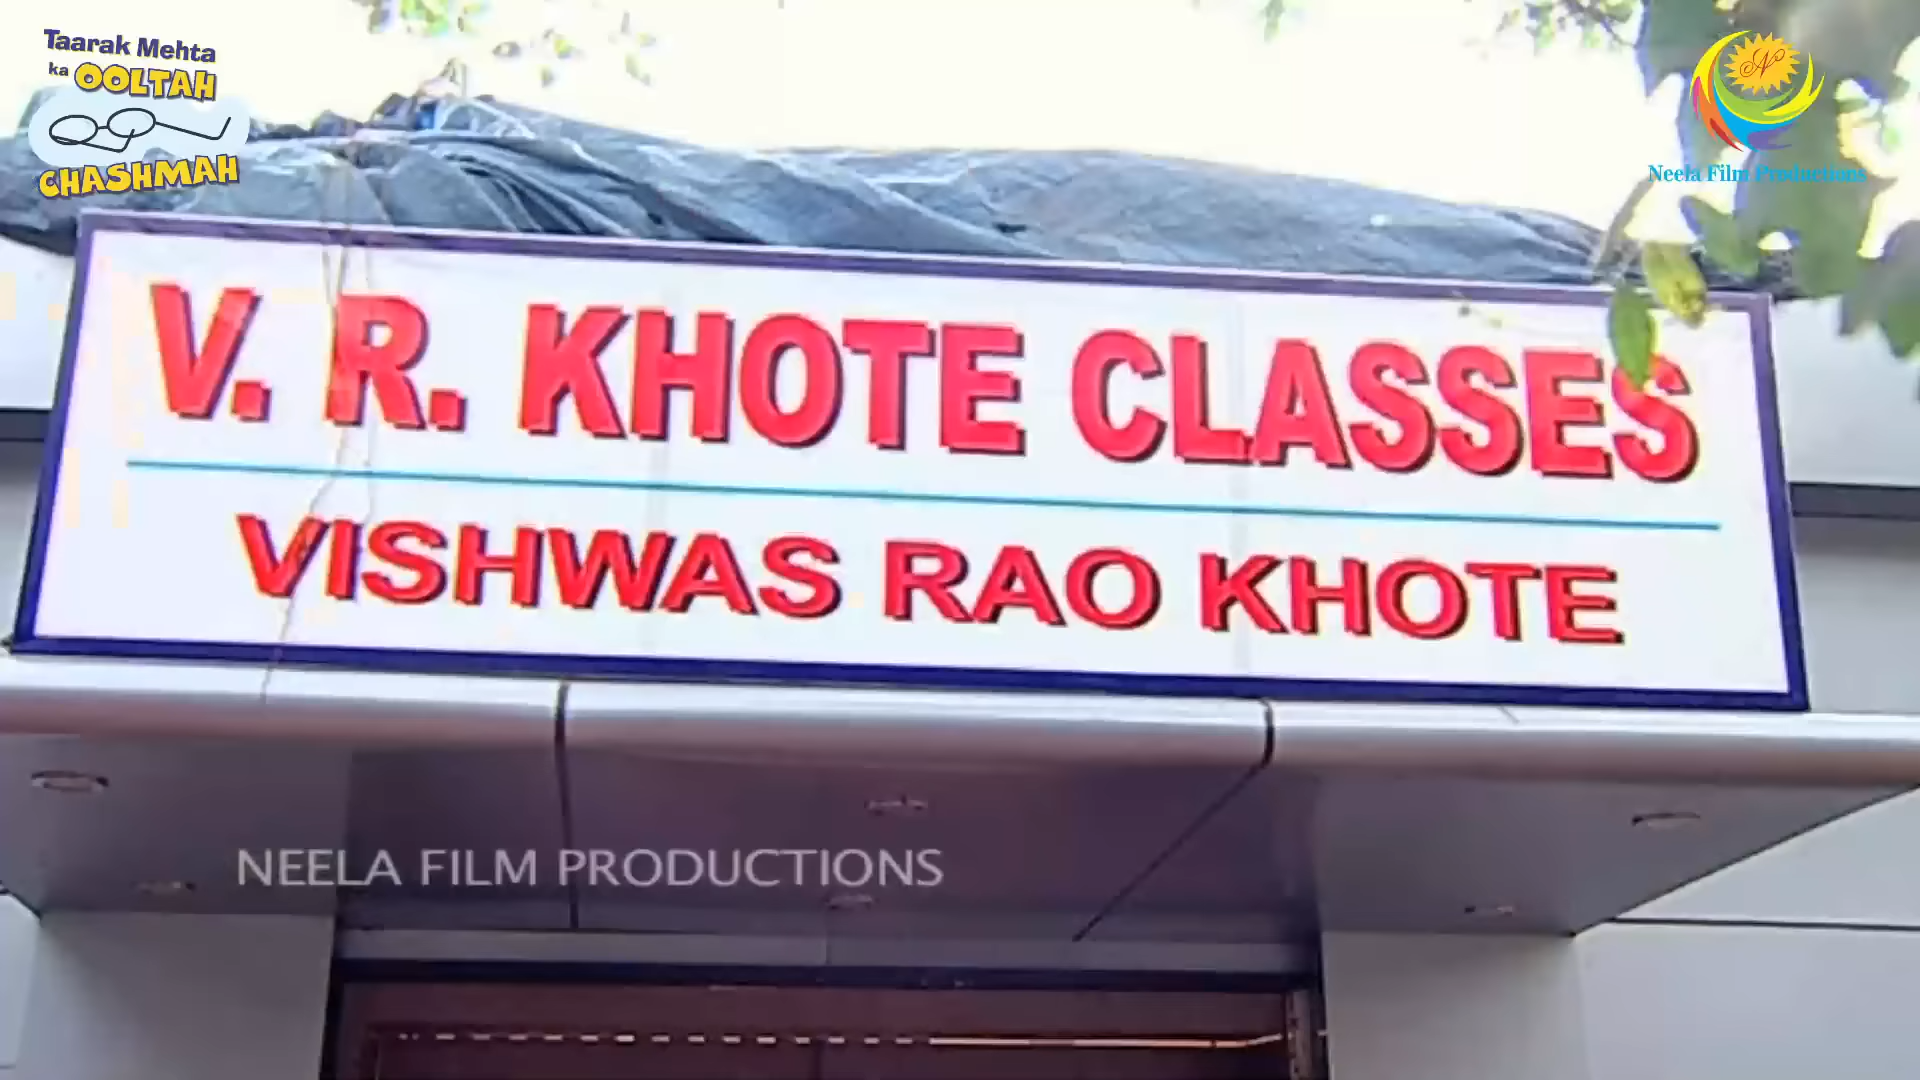 Taarak Mehta
ka OOLTAH
CHASHMAH
Neela Film Productions
V. R. KHOTE CLASSES
VISHWAS RAO KHOTE
NEELA FILM PRODUCTIONS